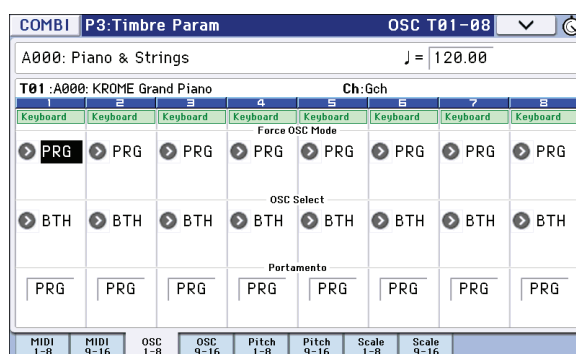 COMBI P3:Timbre Param OSC T01-08
A000: Piano & Strings ♩= 120.00
T01 :A000: KROME Grand Piano Ch:Gch
1 2 3 4 5 6 7 8
Keyboard Keyboard Keyboard Keyboard Keyboard Keyboard Keyboard Keyboard
Force OSC Mode
PRG PRG PRG PRG PRG PRG PRG PRG
OSC Select
BTH BTH BTH BTH BTH BTH BTH BTH
Portamento
PRG PRG PRG PRG PRG PRG PRG PRG
MIDI 1-8 MIDI 9-16 OSC 1-8 OSC 9-16 Pitch 1-8 Pitch 9-16 Scale 1-8 Scale 9-16